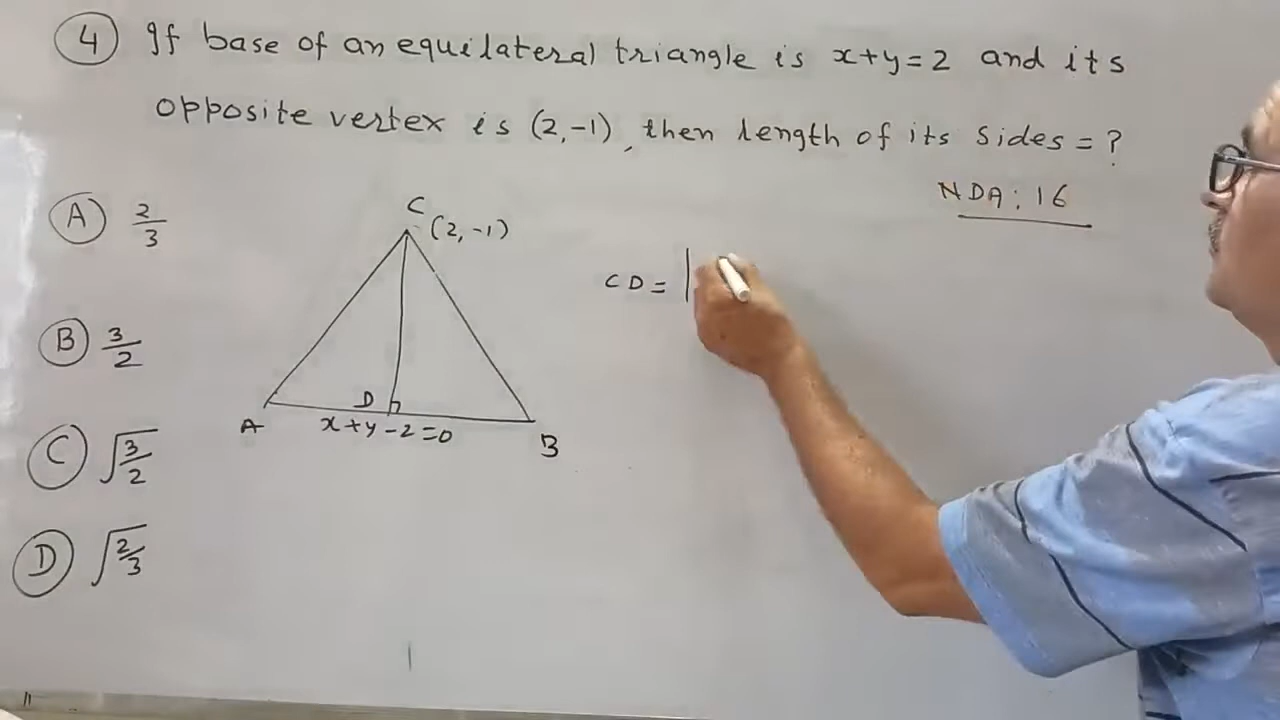 ④ If base of an equilateral triangle is x+y=2 and its
opposite vertex is (2,-1), then length of its sides = ?
NDA: 16
Ⓐ 2/3
Ⓑ 3/2
Ⓒ √3/2
Ⓓ √2/3
C
(2,-1)
D
A
x+y-2=0
B
CD = |